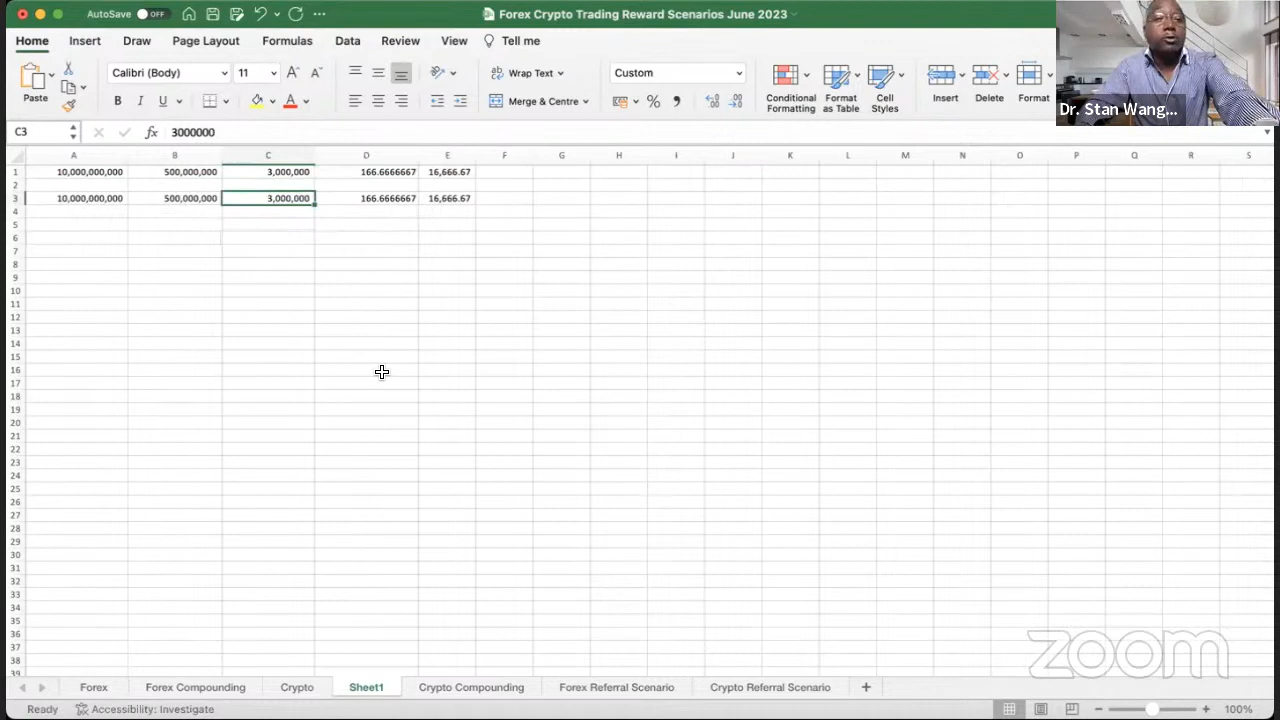 AutoSave OFF
Forex Crypto Trading Reward Scenarios June 2023
Home Insert Draw Page Layout Formulas Data Review View Tell me
Paste
Calibri (Body) 11
B I U
Wrap Text
Merge & Centre
Custom
Conditional Formatting
Format as Table
Cell Styles
Insert
Delete
Format
Dr. Stan Wang...
C3 fx 3000000
A B C D E F G H I J K L M N O P Q R S
1 10,000,000,000 500,000,000 3,000,000 166.6666667 16,666.67
2
3 10,000,000,000 500,000,000 3,000,000 166.6666667 16,666.67
4
5
6
7
8
9
10
11
12
13
14
15
16
17
18
19
20
21
22
23
24
25
26
27
28
29
30
31
32
33
34
35
36
37
38
39
zoom
Forex Forex Compounding Crypto Sheet1 Crypto Compounding Forex Referral Scenario Crypto Referral Scenario +
Ready Accessibility: Investigate 100%